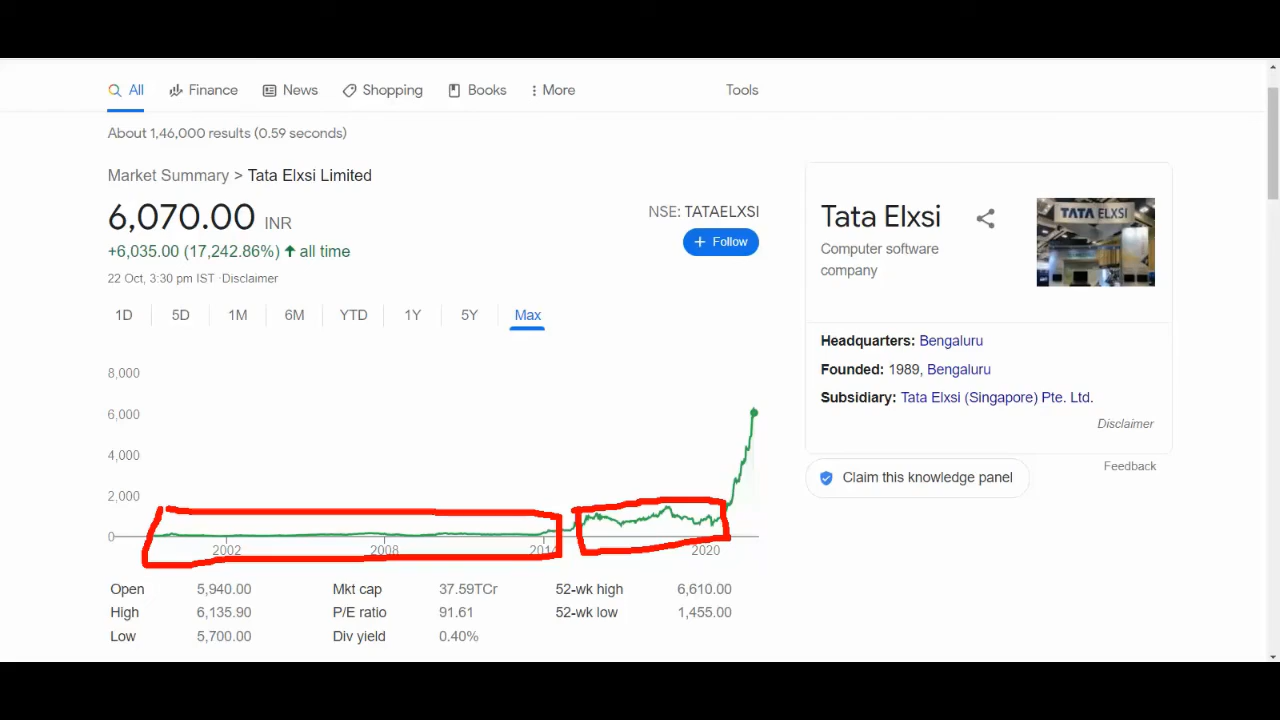 All Finance News Shopping Books More Tools
About 1,46,000 results (0.59 seconds)
Market Summary > Tata Elxsi Limited
6,070.00 INR
NSE: TATAELXSI
+6,035.00 (17,242.86%) all time
+ Follow
22 Oct, 3:30 pm IST ·Disclaimer
1D 5D 1M 6M YTD 1Y 5Y Max
8,000
6,000
4,000
2,000
0
2002 2008 2014 2020
Open 5,940.00 Mkt cap 37.59TCr 52-wk high 6,610.00
High 6,135.90 P/E ratio 91.61 52-wk low 1,455.00
Low 5,700.00 Div yield 0.40%
Tata Elxsi
Computer software
company
TATA ELXSI
Headquarters: Bengaluru
Founded: 1989, Bengaluru
Subsidiary: Tata Elxsi (Singapore) Pte. Ltd.
Disclaimer
Feedback
Claim this knowledge panel